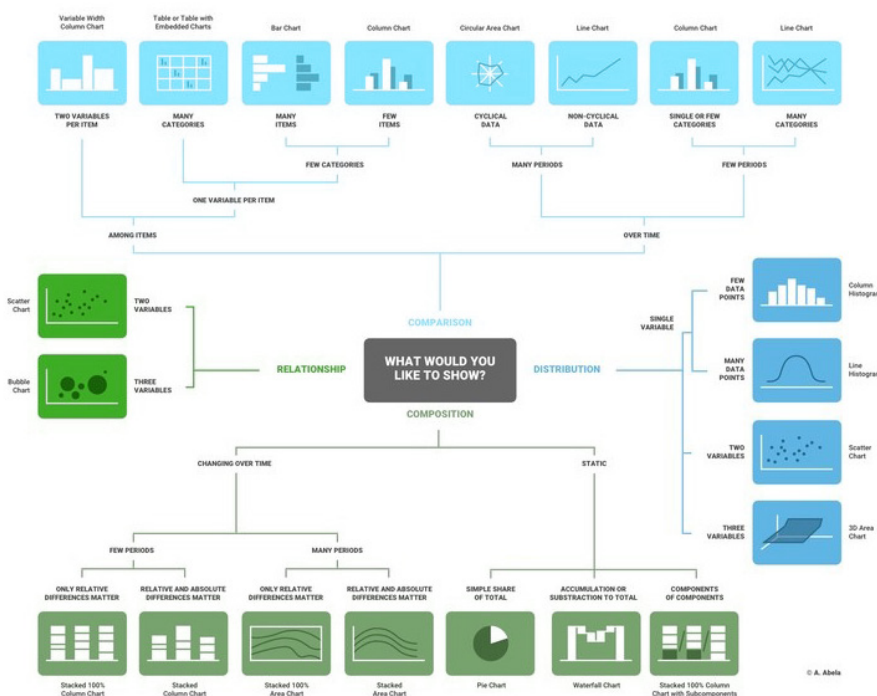 Variable Width
Column Chart
Table or Table with
Embedded Charts
Bar Chart
Column Chart
Circular Area Chart
Line Chart
Column Chart
Line Chart
TWO VARIABLES
PER ITEM
MANY
CATEGORIES
MANY
ITEMS
FEW
ITEMS
CYCLICAL
DATA
NON-CYCLICAL
DATA
SINGLE OR FEW
CATEGORIES
MANY
CATEGORIES
FEW CATEGORIES
MANY PERIODS
FEW PERIODS
ONE VARIABLE PER ITEM
AMONG ITEMS
OVER TIME
COMPARISON
Scatter
Chart
TWO
VARIABLES
Bubble
Chart
THREE
VARIABLES
RELATIONSHIP
WHAT WOULD YOU
LIKE TO SHOW?
DISTRIBUTION
SINGLE
VARIABLE
FEW
DATA
POINTS
Column
Histogram
MANY
DATA
POINTS
Line
Histogram
TWO
VARIABLES
Scatter
Chart
THREE
VARIABLES
3D Area
Chart
COMPOSITION
CHANGING OVER TIME
STATIC
FEW PERIODS
MANY PERIODS
ONLY RELATIVE
DIFFERENCES MATTER
RELATIVE AND ABSOLUTE
DIFFERENCES MATTER
ONLY RELATIVE
DIFFERENCES MATTER
RELATIVE AND ABSOLUTE
DIFFERENCES MATTER
SIMPLE SHARE
OF TOTAL
ACCUMULATION OR
SUBSTRACTION TO TOTAL
COMPONENTS
OF COMPONENTS
Stacked 100%
Column Chart
Stacked
Column Chart
Stacked 100%
Area Chart
Stacked
Area Chart
Pie Chart
Waterfall Chart
Stacked 100% Column
Chart with Subcomponents
© A. Abela